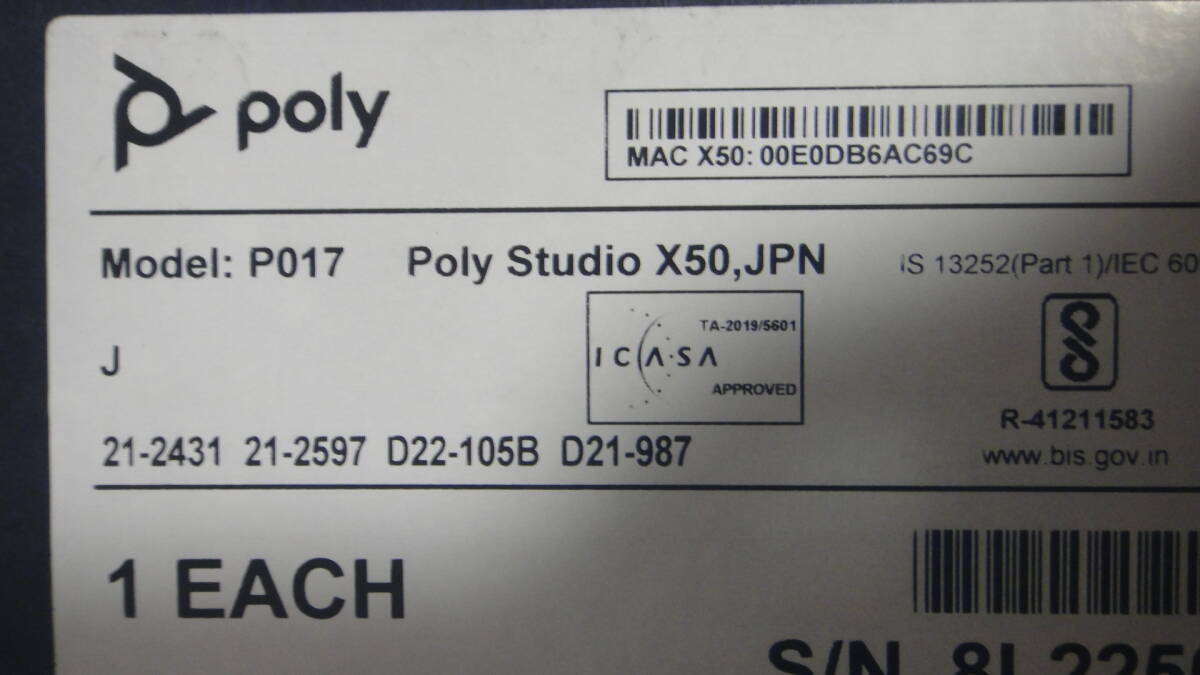 poly
MAC X50: 00E0DB6AC69C
Model: P017 Poly Studio X50,JPN
IS 13252(Part 1)/IEC 60
TA-2019/5601
ICASA
APPROVED
J
R-41211583
www.bis.gov.in
21-2431 21-2597 D22-105B D21-987
1 EACH
S/N 8L225